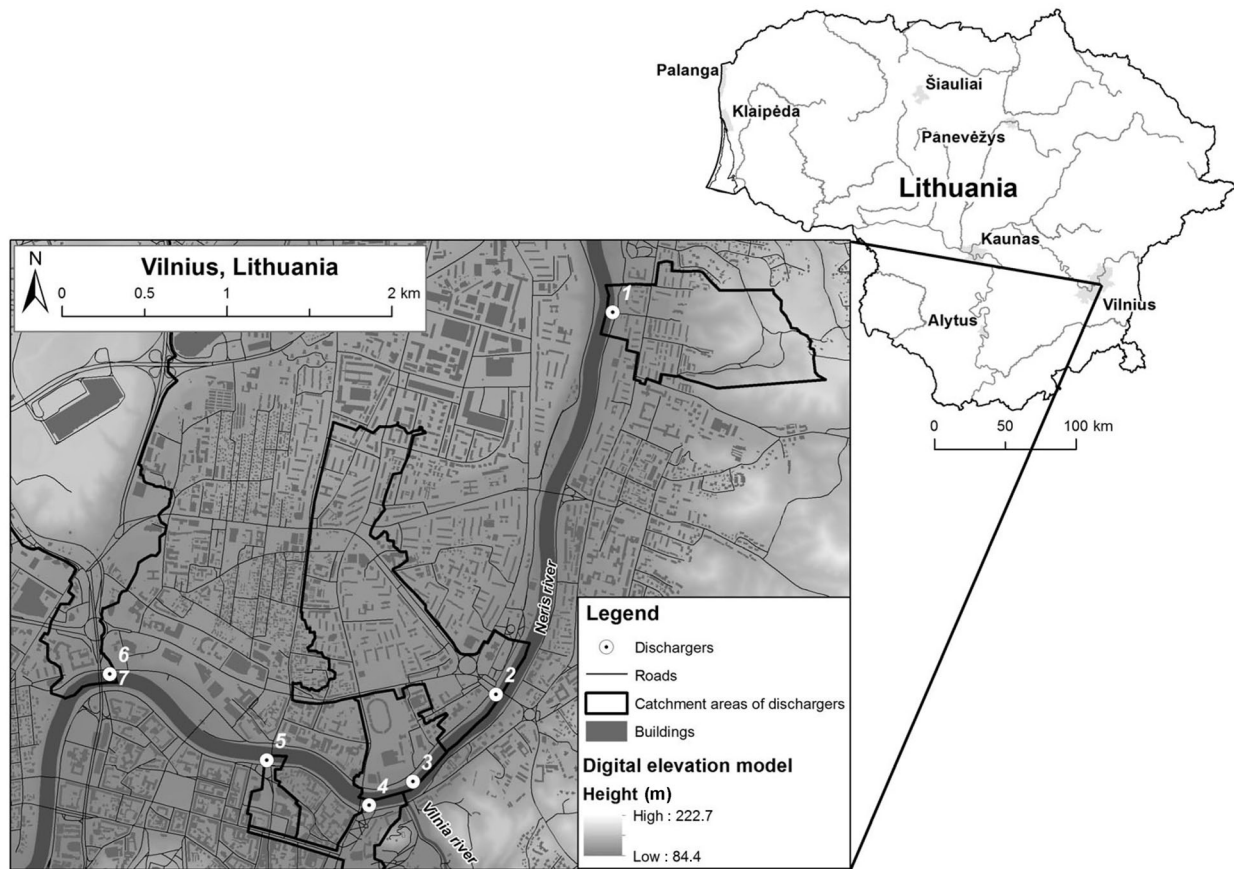 Palanga
Klaipėda
Šiauliai
Panevėžys
Lithuania
Kaunas
Vilnius
Alytus
0 50 100 km
N
Vilnius, Lithuania
0 0.5 1 2 km
1
2
3
4
5
6
7
Neris river
Vilnia river
Legend
Dischargers
Roads
Catchment areas of dischargers
Buildings
Digital elevation model
Height (m)
High : 222.7
Low : 84.4